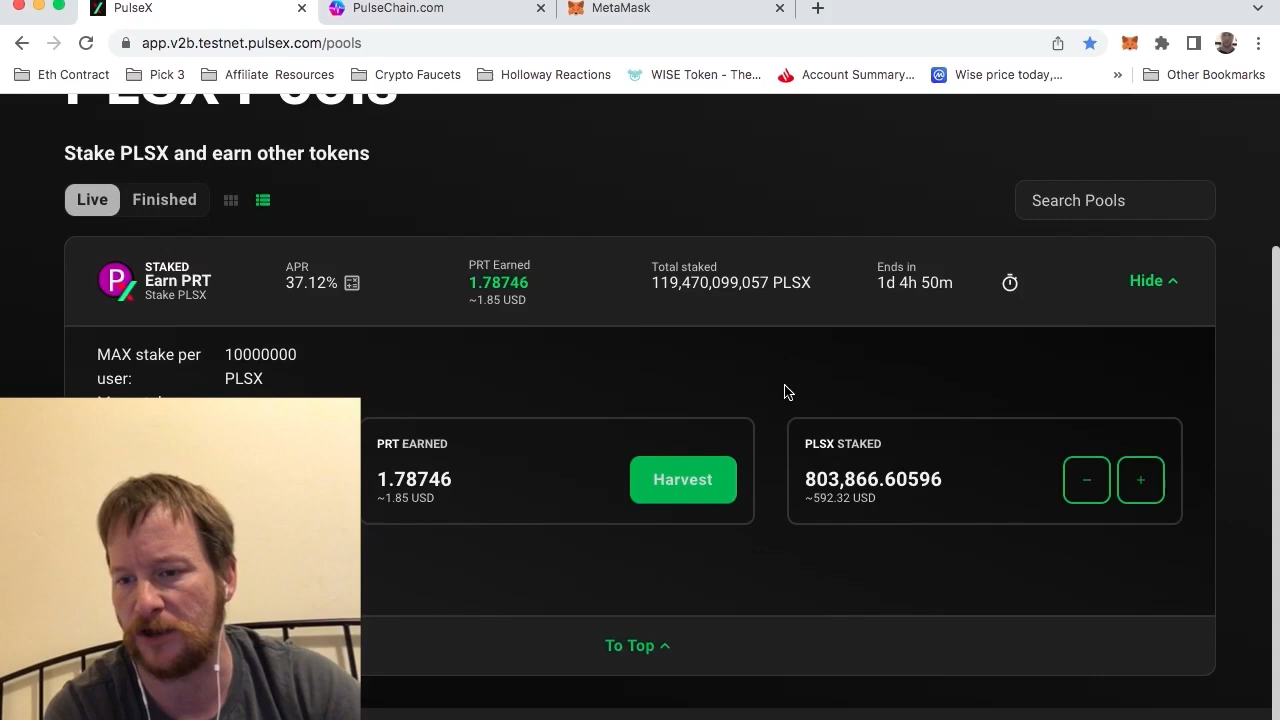 PulseX
PulseChain.com
MetaMask
app.v2b.testnet.pulsex.com/pools
Eth Contract
Pick 3
Affiliate Resources
Crypto Faucets
Holloway Reactions
WISE Token - The...
Account Summary...
Wise price today,...
»
Other Bookmarks
PLSX Pools
Stake PLSX and earn other tokens
Live
Finished
Search Pools
STAKED
Earn PRT
Stake PLSX
APR
37.12%
PRT Earned
1.78746
~1.85 USD
Total staked
119,470,099,057 PLSX
Ends in
1d 4h 50m
Hide
MAX stake per
user:
10000000
PLSX
PRT EARNED
1.78746
~1.85 USD
Harvest
PLSX STAKED
803,866.60596
~592.32 USD
-
+
To Top